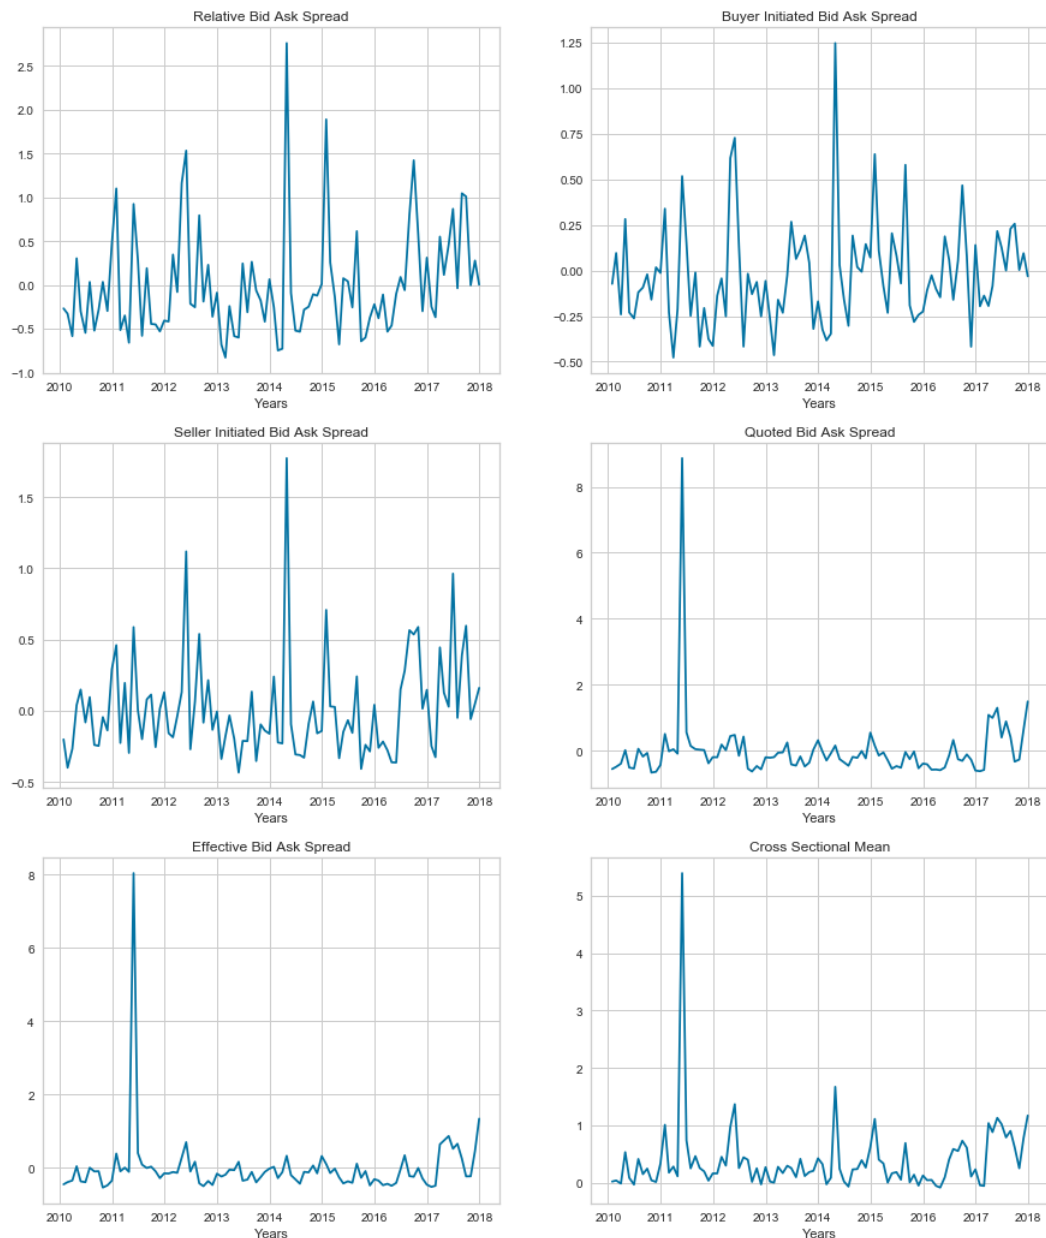 Relative Bid Ask Spread
2.5
2.0
1.5
1.0
0.5
0.0
−0.5
−1.0
2010 2011 2012 2013 2014 2015 2016 2017 2018
Years
Buyer Initiated Bid Ask Spread
1.25
1.00
0.75
0.50
0.25
0.00
−0.25
−0.50
2010 2011 2012 2013 2014 2015 2016 2017 2018
Years
Seller Initiated Bid Ask Spread
1.5
1.0
0.5
0.0
−0.5
2010 2011 2012 2013 2014 2015 2016 2017 2018
Years
Quoted Bid Ask Spread
8
6
4
2
0
2010 2011 2012 2013 2014 2015 2016 2017 2018
Years
Effective Bid Ask Spread
8
6
4
2
0
2010 2011 2012 2013 2014 2015 2016 2017 2018
Years
Cross Sectional Mean
5
4
3
2
1
0
2010 2011 2012 2013 2014 2015 2016 2017 2018
Years